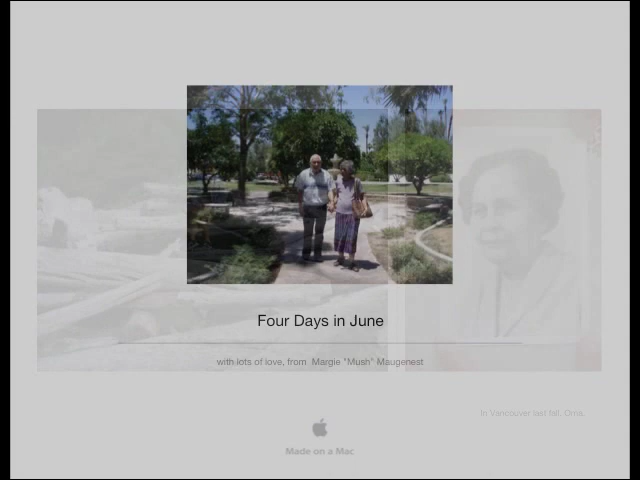 Four Days in June
with lots of love, from Margie "Mush" Maugenest
In Vancouver last fall, Oma.
Made on a Mac